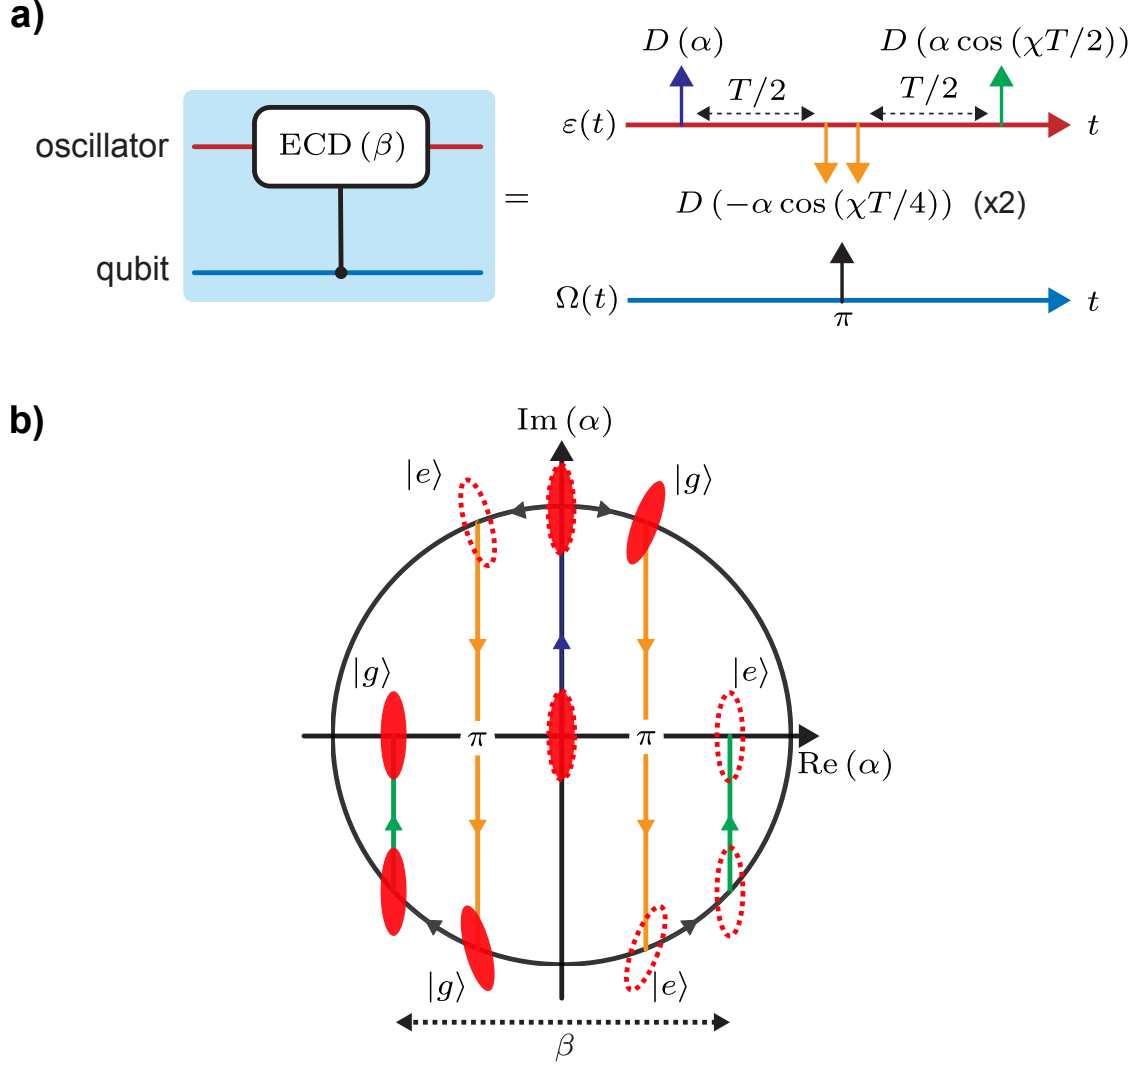 a)
D (α)
D (α cos (χT/2))
T/2
T/2
oscillator
ECD (β)
ε(t)
t
=
D (−α cos (χT/4)) (x2)
qubit
Ω(t)
t
π
b)
Im (α)
|e⟩
|g⟩
|g⟩
|e⟩
π
π
Re (α)
|g⟩
|e⟩
β